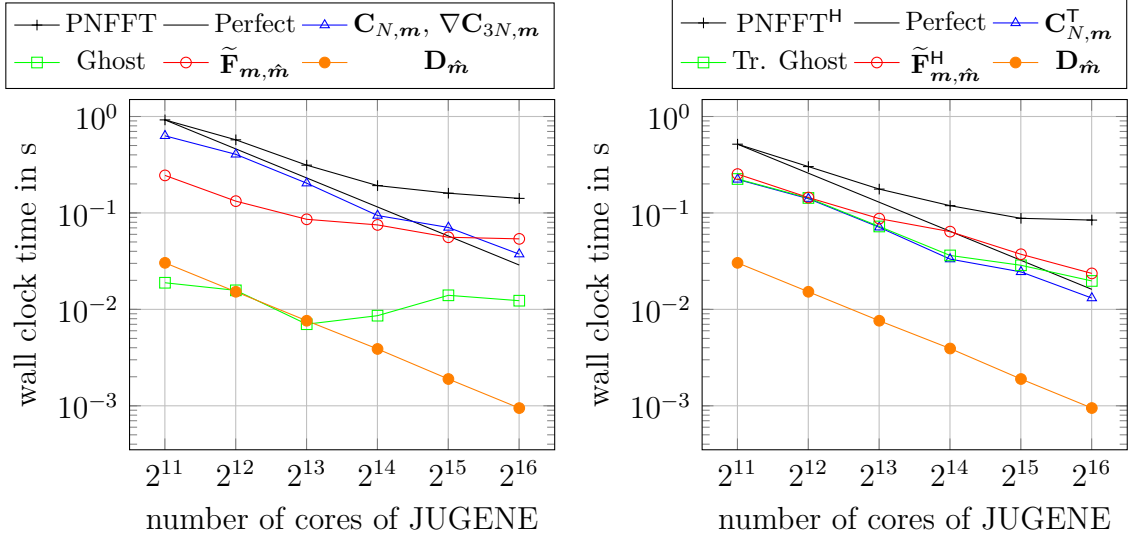 PNFFT Perfect C_{N,m}, ∇C_{3N,m}
Ghost F̃_{m,m̂} D_{m̂}
10^0
10^{-1}
10^{-2}
10^{-3}
wall clock time in s
2^{11} 2^{12} 2^{13} 2^{14} 2^{15} 2^{16}
number of cores of JUGENE
PNFFT^H Perfect C^T_{N,m}
Tr. Ghost F̃^H_{m,m̂} D_{m̂}
10^0
10^{-1}
10^{-2}
10^{-3}
wall clock time in s
2^{11} 2^{12} 2^{13} 2^{14} 2^{15} 2^{16}
number of cores of JUGENE